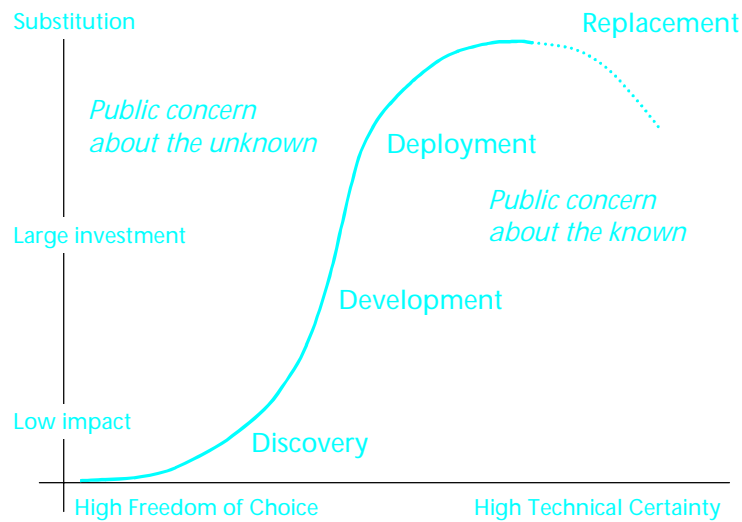 Substitution
Replacement
Public concern
about the unknown
Deployment
Public concern
about the known
Large investment
Development
Low impact
Discovery
High Freedom of Choice
High Technical Certainty